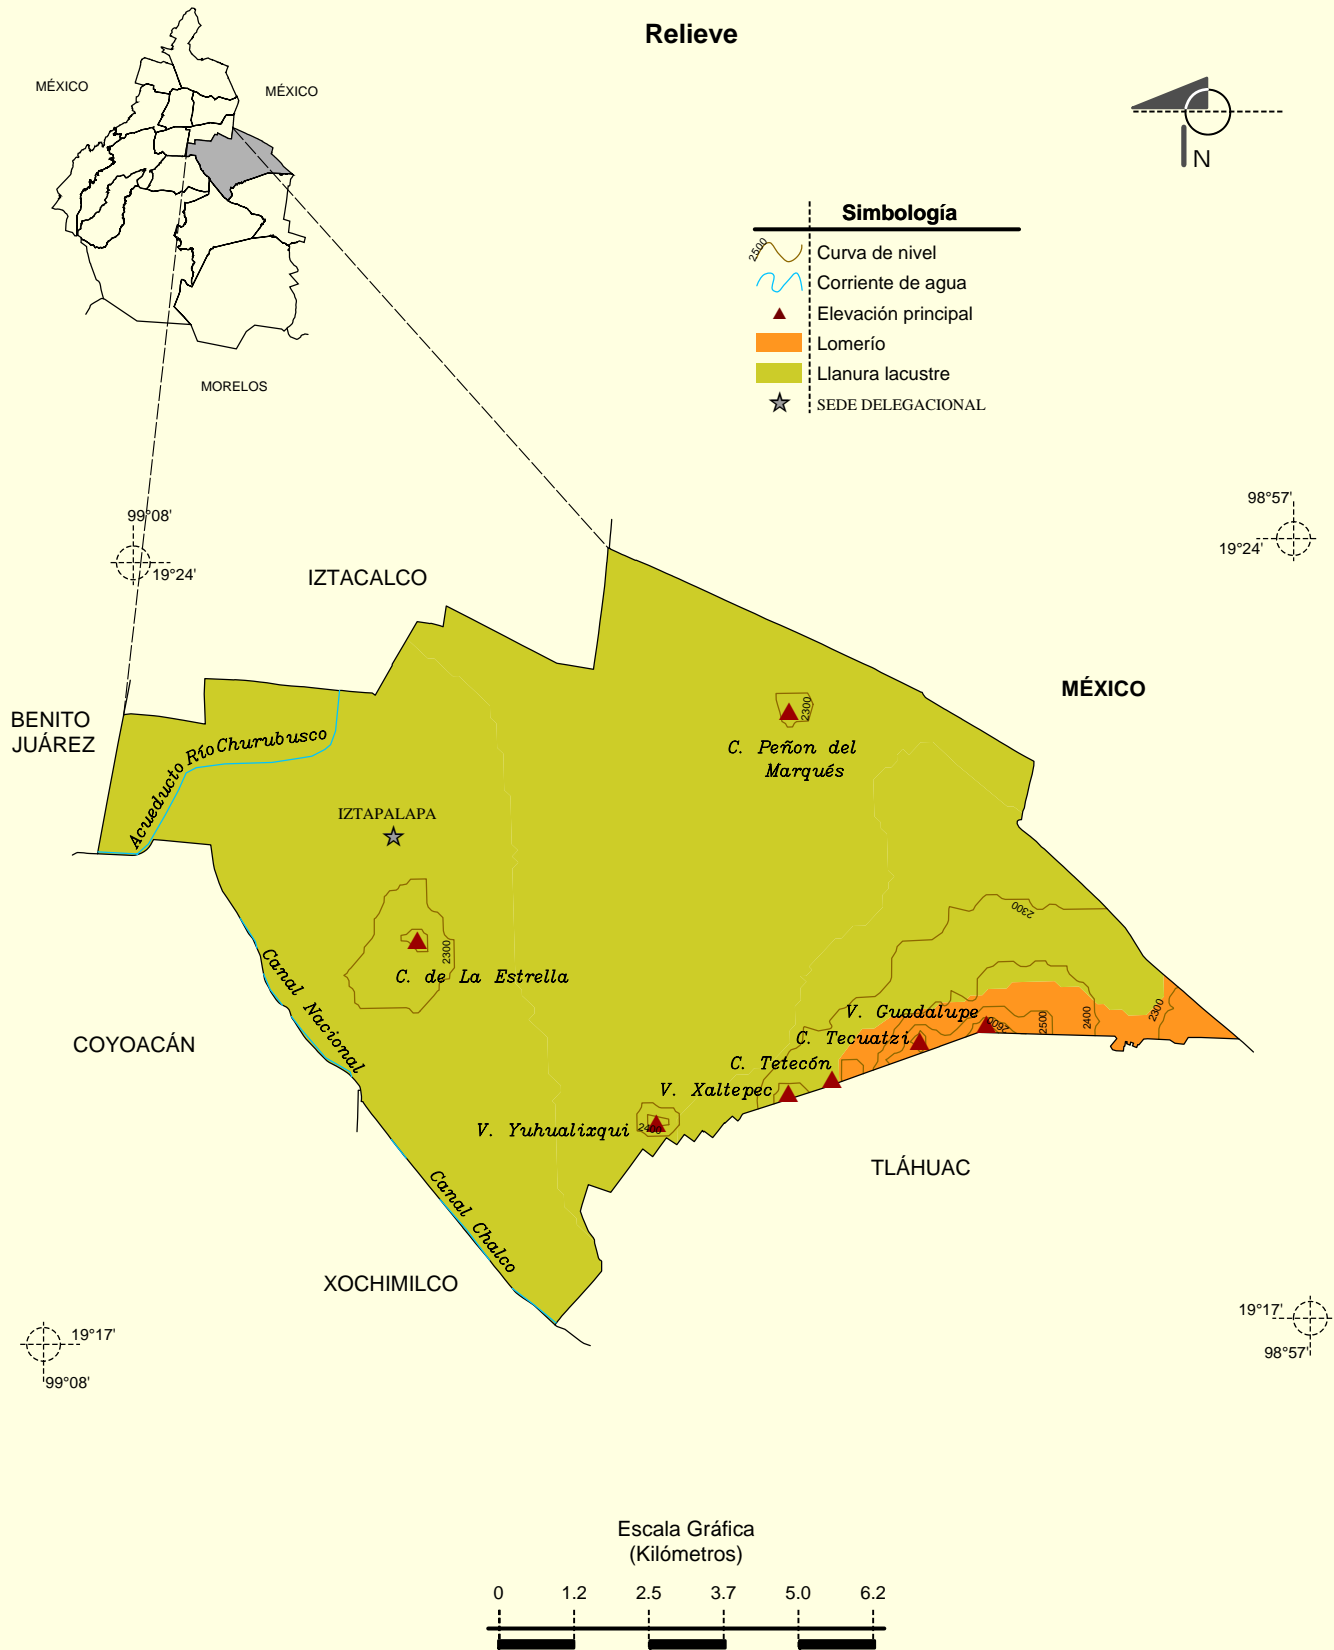 Relieve
MÉXICO
MÉXICO
MORELOS
N
Simbología
2500
Curva de nivel
Corriente de agua
Elevación principal
Lomerío
Llanura lacustre
SEDE DELEGACIONAL
99°08'
19°24'
98°57'
19°24'
IZTACALCO
BENITO
JUÁREZ
MÉXICO
Acueducto Río Churubusco
2300
C. Peñon del
Marqués
IZTAPALAPA
2300
C. de La Estrella
2300
Canal Nacional
COYOACÁN
V. Guadalupe
2600
2500
2400
2300
C. Tecuatzi
C. Tetecón
V. Xaltepec
V. Yuhualixqui
2400
TLÁHUAC
Canal Chalco
XOCHIMILCO
19°17'
99°08'
19°17'
98°57'
Escala Gráfica
(Kilómetros)
0 1.2 2.5 3.7 5.0 6.2